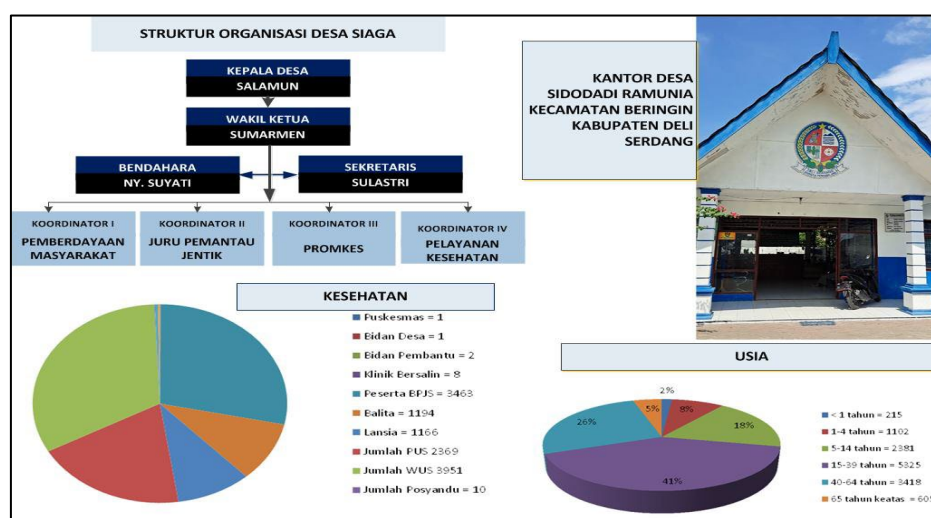 STRUKTUR ORGANISASI DESA SIAGA
KEPALA DESA
SALAMUN
WAKIL KETUA
SUMARMEN
BENDAHARA
NY. SUYATI
SEKRETARIS
SULASTRI
KOORDINATOR I
PEMBERDAYAAN
MASYARAKAT
KOORDINATOR II
JURU PEMANTAU
JENTIK
KOORDINATOR III
PROMKES
KOORDINATOR IV
PELAYANAN
KESEHATAN
KANTOR DESA
SIDODADI RAMUNIA
KECAMATAN BERINGIN
KABUPATEN DELI
SERDANG
KESEHATAN
Puskesmas = 1
Bidan Desa = 1
Bidan Pembantu = 2
Klinik Bersalin = 8
Peserta BPJS = 3463
Balita = 1194
Lansia = 1166
Jumlah PUS 2369
Jumlah WUS 3951
Jumlah Posyandu = 10
USIA
2%
8%
18%
41%
26%
5%
< 1 tahun = 215
1-4 tahun = 1102
5-14 tahun = 2381
15-39 tahun = 5325
40-64 tahun = 3418
65 tahun keatas = 605